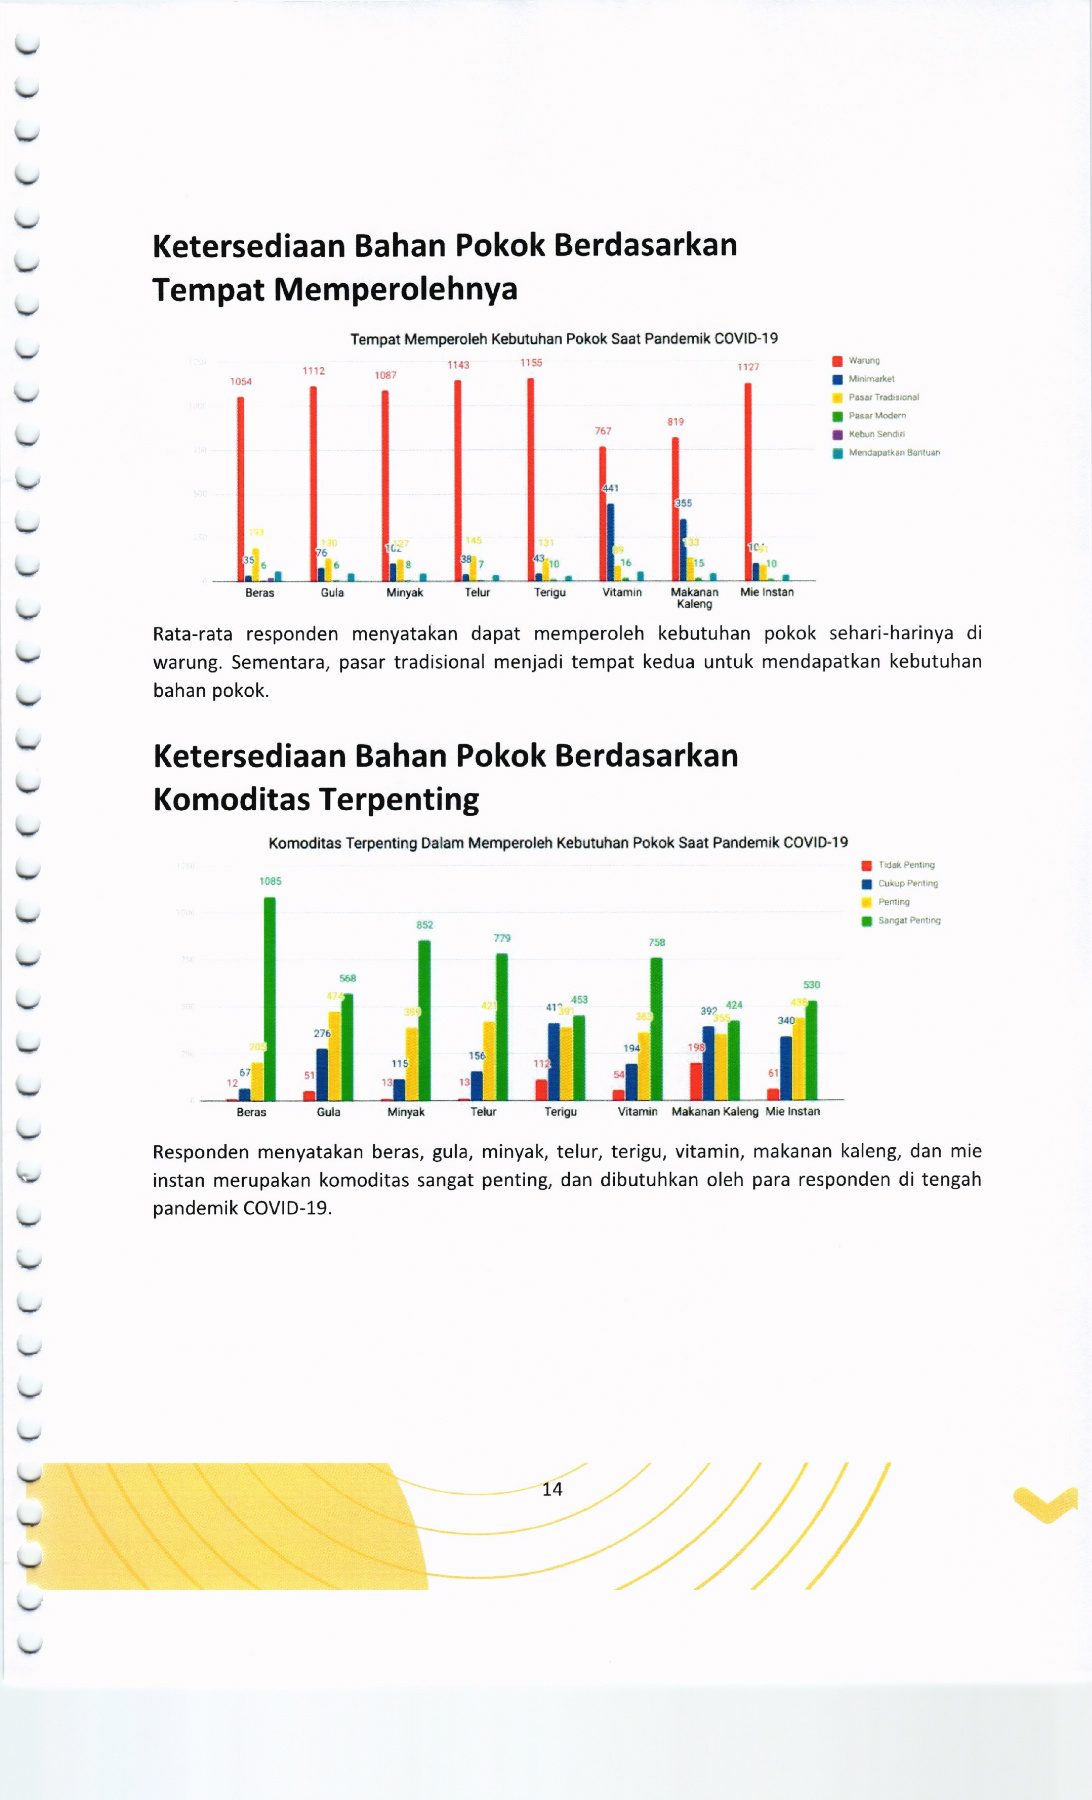 Ketersediaan Bahan Pokok Berdasarkan
Tempat Memperolehnya
Tempat Memperoleh Kebutuhan Pokok Saat Pandemik COVID-19
1054
1112
1087
1143
1155
767
819
1127
441
355
193
130
127
145
131
35
6
76
6
8
38
7
43
10
16
15
10
Beras
Gula
Minyak
Telur
Terigu
Vitamin
Makanan
Kaleng
Mie Instan
Warung
Minimarket
Pasar Tradisional
Pasar Modern
Kebun Sendiri
Mendapatkan Bantuan
Rata-rata responden menyatakan dapat memperoleh kebutuhan pokok sehari-harinya di
warung. Sementara, pasar tradisional menjadi tempat kedua untuk mendapatkan kebutuhan
bahan pokok.
Ketersediaan Bahan Pokok Berdasarkan
Komoditas Terpenting
Komoditas Terpenting Dalam Memperoleh Kebutuhan Pokok Saat Pandemik COVID-19
12
67
205
1085
51
276
474
568
13
115
389
852
13
156
421
779
112
391
453
54
194
363
758
198
392
355
424
61
340
438
530
Beras
Gula
Minyak
Telur
Terigu
Vitamin
Makanan Kaleng
Mie Instan
Tidak Penting
Cukup Penting
Penting
Sangat Penting
Responden menyatakan beras, gula, minyak, telur, terigu, vitamin, makanan kaleng, dan mie
instan merupakan komoditas sangat penting, dan dibutuhkan oleh para responden di tengah
pandemik COVID-19.
14